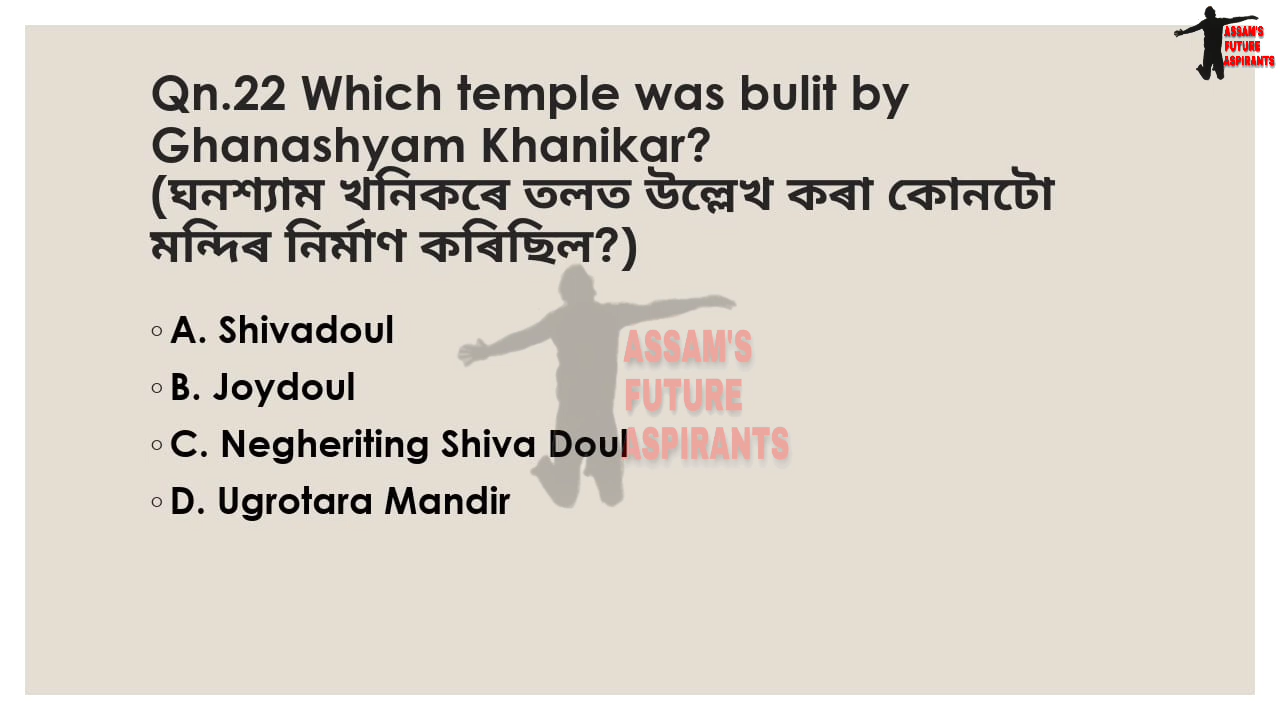 ASSAM'S
FUTURE
ASPIRANTS
Qn.22 Which temple was bulit by
Ghanashyam Khanikar?
(ঘনশ্যাম খনিকৰে তলত উল্লেখ কৰা কোনটো
মন্দিৰ নিৰ্মাণ কৰিছিল?)
◦ A. Shivadoul
◦ B. Joydoul
◦ C. Negheriting Shiva Doul
◦ D. Ugrotara Mandir
ASSAM'S
FUTURE
ASPIRANTS